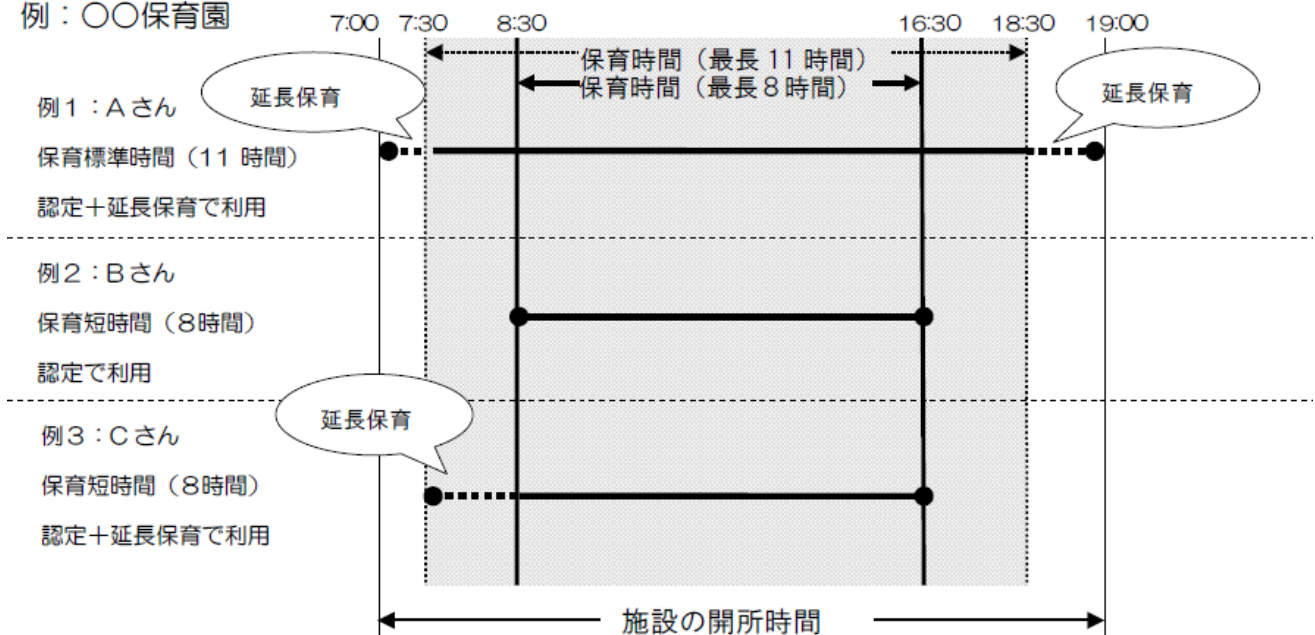 例：〇〇保育園
7:00 7:30 8:30 16:30 18:30 19:00
保育時間（最長11時間）
保育時間（最長８時間）
延長保育
延長保育
例１：Aさん
保育標準時間（11 時間）
認定＋延長保育で利用
例２：Bさん
保育短時間（８時間）
認定で利用
延長保育
例３：Cさん
保育短時間（８時間）
認定＋延長保育で利用
施設の開所時間